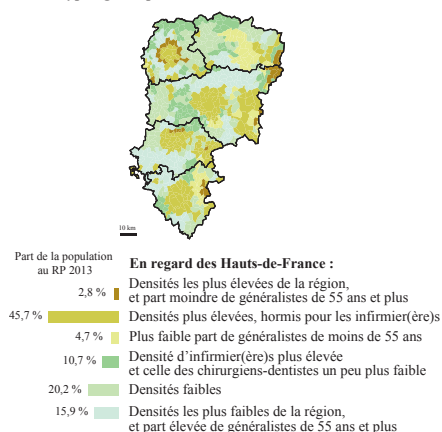 10 km
Part de la population
au RP 2013
En regard des Hauts-de-France :
2,8 %
Densités les plus élevées de la région,
et part moindre de généralistes de 55 ans et plus
45,7 %
Densités plus élevées, hormis pour les infirmier(ère)s
4,7 %
Plus faible part de généralistes de moins de 55 ans
10,7 %
Densité d’infirmier(ère)s plus élevée
et celle des chirurgiens-dentistes un peu plus faible
20,2 %
Densités faibles
15,9 %
Densités les plus faibles de la région,
et part élevée de généralistes de 55 ans et plus